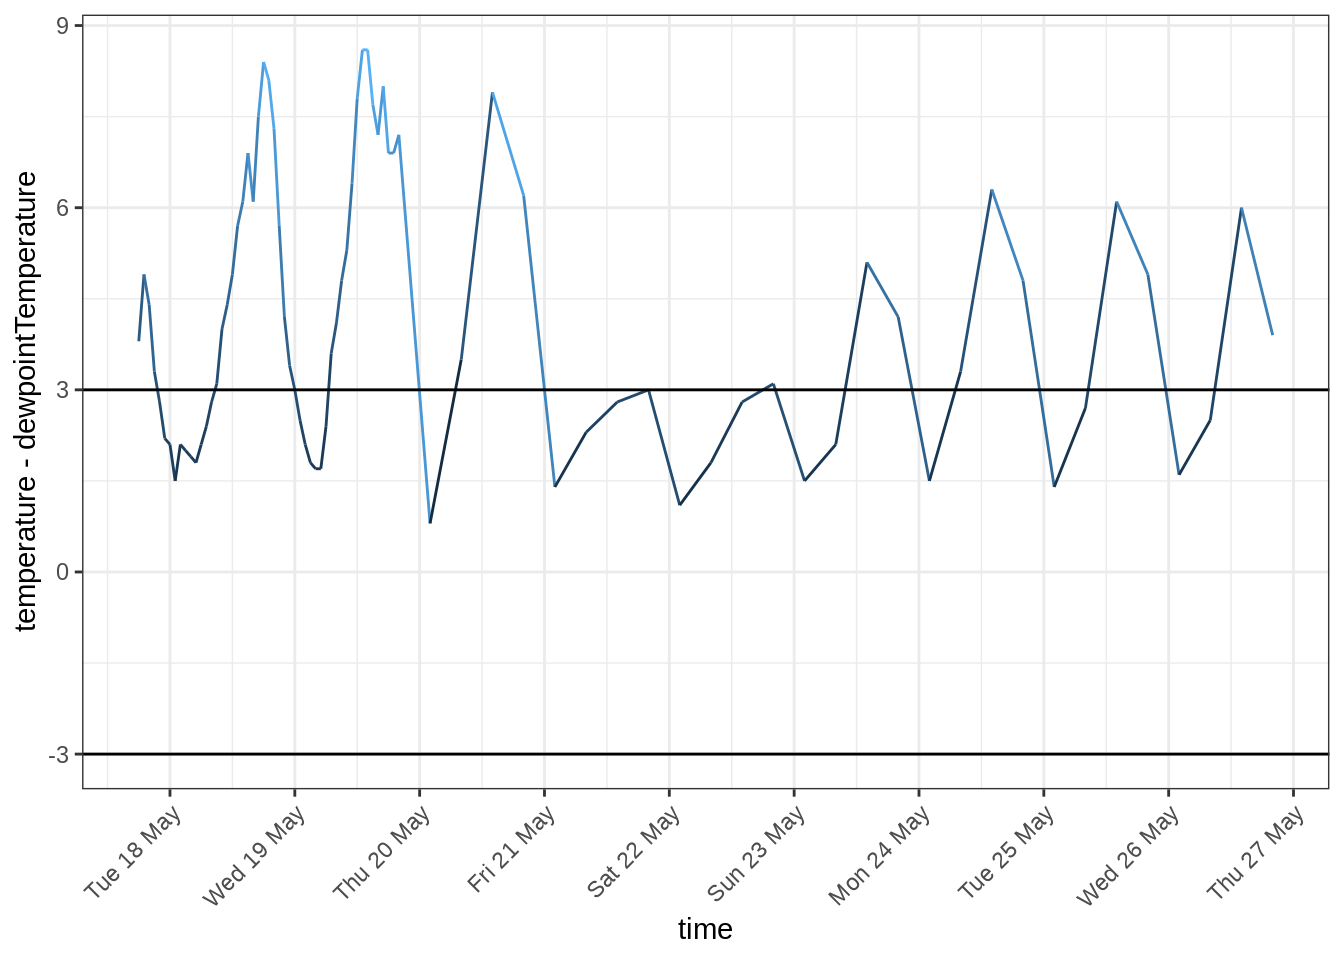 9
6
3
0
-3
temperature - dewpointTemperature
Tue 18 May
Wed 19 May
Thu 20 May
Fri 21 May
Sat 22 May
Sun 23 May
Mon 24 May
Tue 25 May
Wed 26 May
Thu 27 May
time